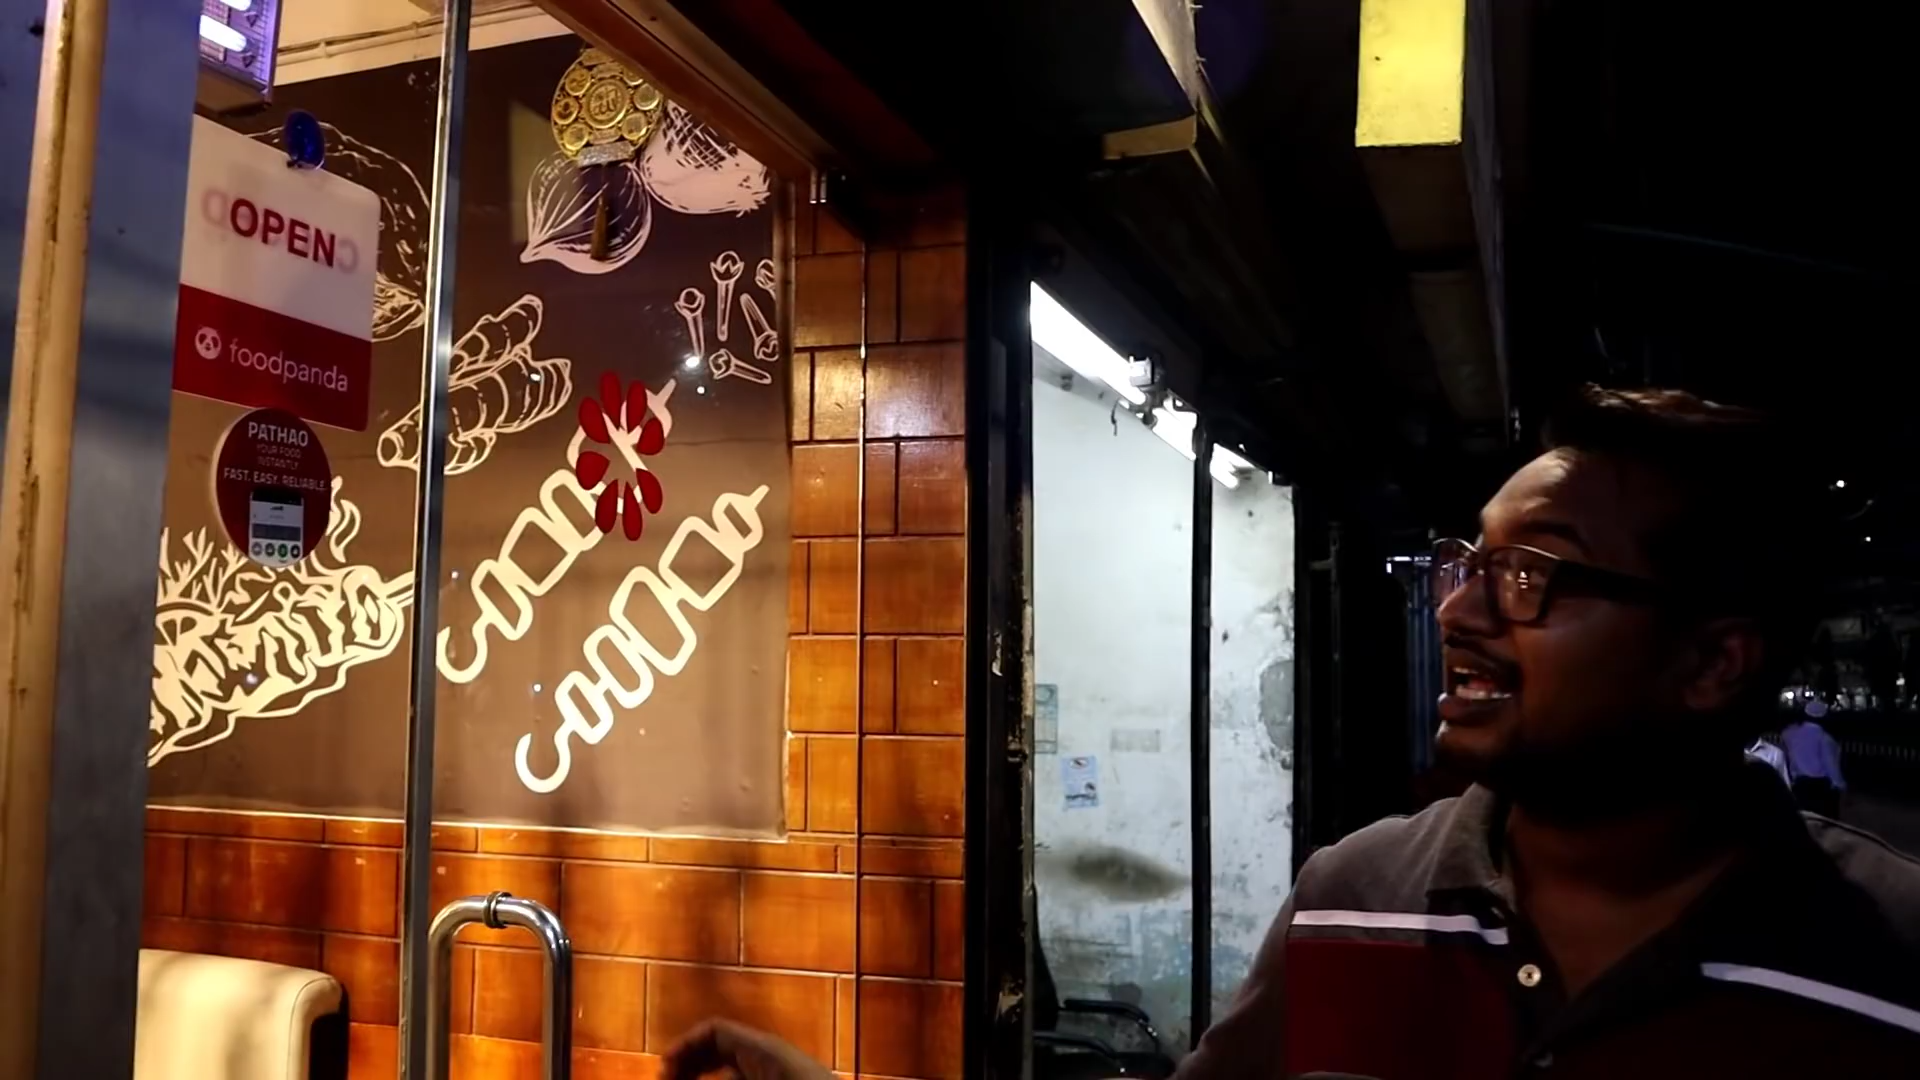 OPEN
foodpanda
PATHAO
YOUR FOOD
INSTANTLY
FAST. EASY. RELIABLE.